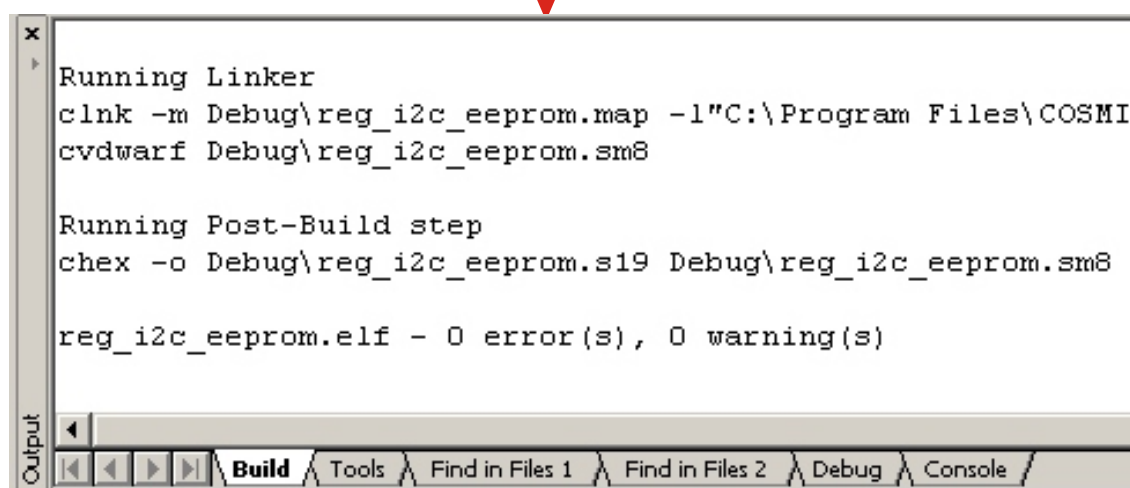 Running Linker
clnk -m Debug\reg_i2c_eeprom.map -l"C:\Program Files\COSMI
cvdwarf Debug\reg_i2c_eeprom.sm8
Running Post-Build step
chex -o Debug\reg_i2c_eeprom.s19 Debug\reg_i2c_eeprom.sm8
reg_i2c_eeprom.elf - 0 error(s), 0 warning(s)
Output
Build Tools Find in Files 1 Find in Files 2 Debug Console